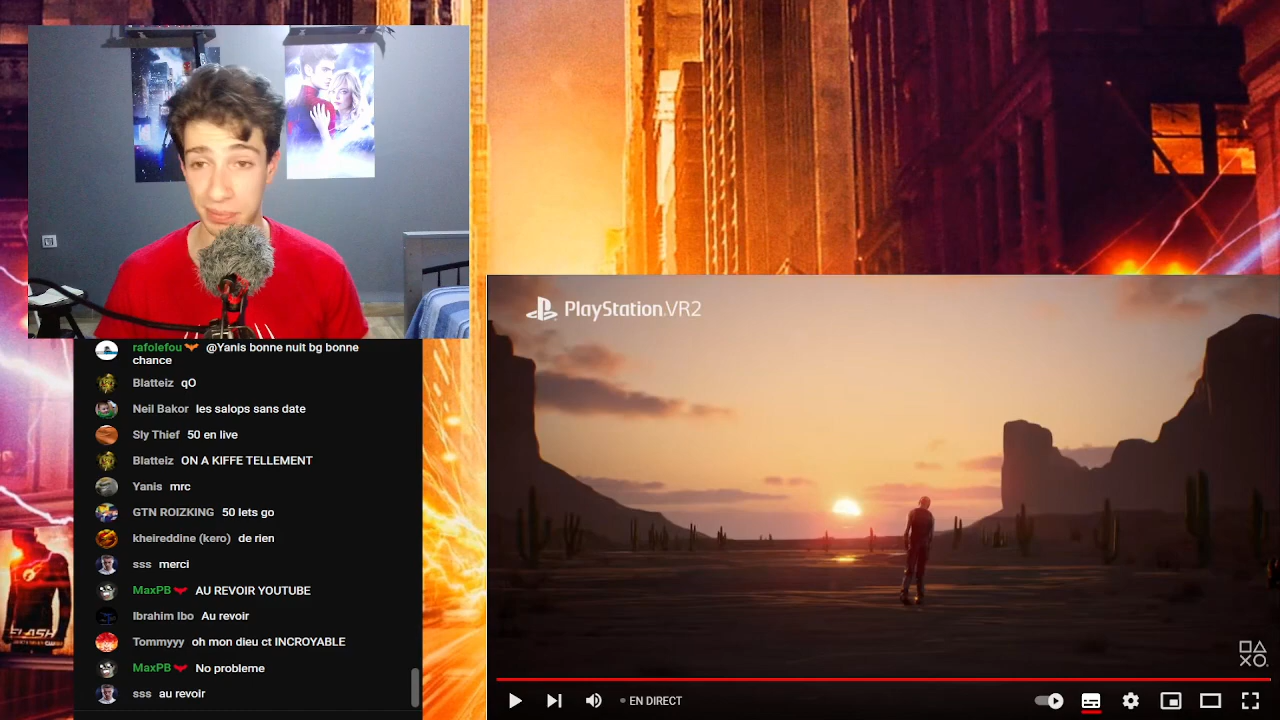 PlayStation.VR2
rafolefou @Yanis bonne nuit bg bonne
chance
Blatteiz qO
Neil Bakor les salops sans date
Sly Thief 50 en live
Blatteiz ON A KIFFE TELLEMENT
Yanis mrc
GTN ROIZKING 50 lets go
kheireddine (kero) de rien
sss merci
MaxPB AU REVOIR YOUTUBE
Ibrahim Ibo Au revoir
Tommyyy oh mon dieu ct INCROYABLE
MaxPB No probleme
sss au revoir
FLASH
EN DIRECT